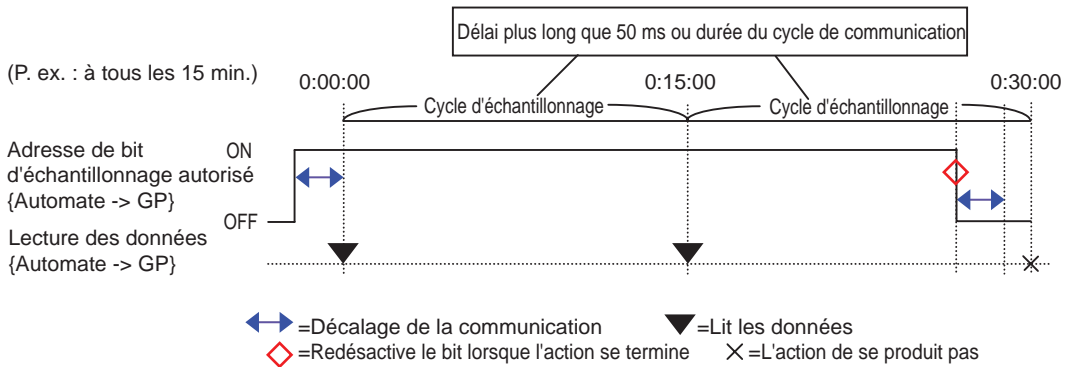 Délai plus long que 50 ms ou durée du cycle de communication
(P. ex. : à tous les 15 min.)
0:00:00
0:15:00
0:30:00
Cycle d'échantillonnage
Cycle d'échantillonnage
Adresse de bit
d'échantillonnage autorisé
{Automate -> GP}
ON
OFF
Lecture des données
{Automate -> GP}
=Décalage de la communication
=Lit les données
=Redésactive le bit lorsque l'action se termine
=L'action de se produit pas